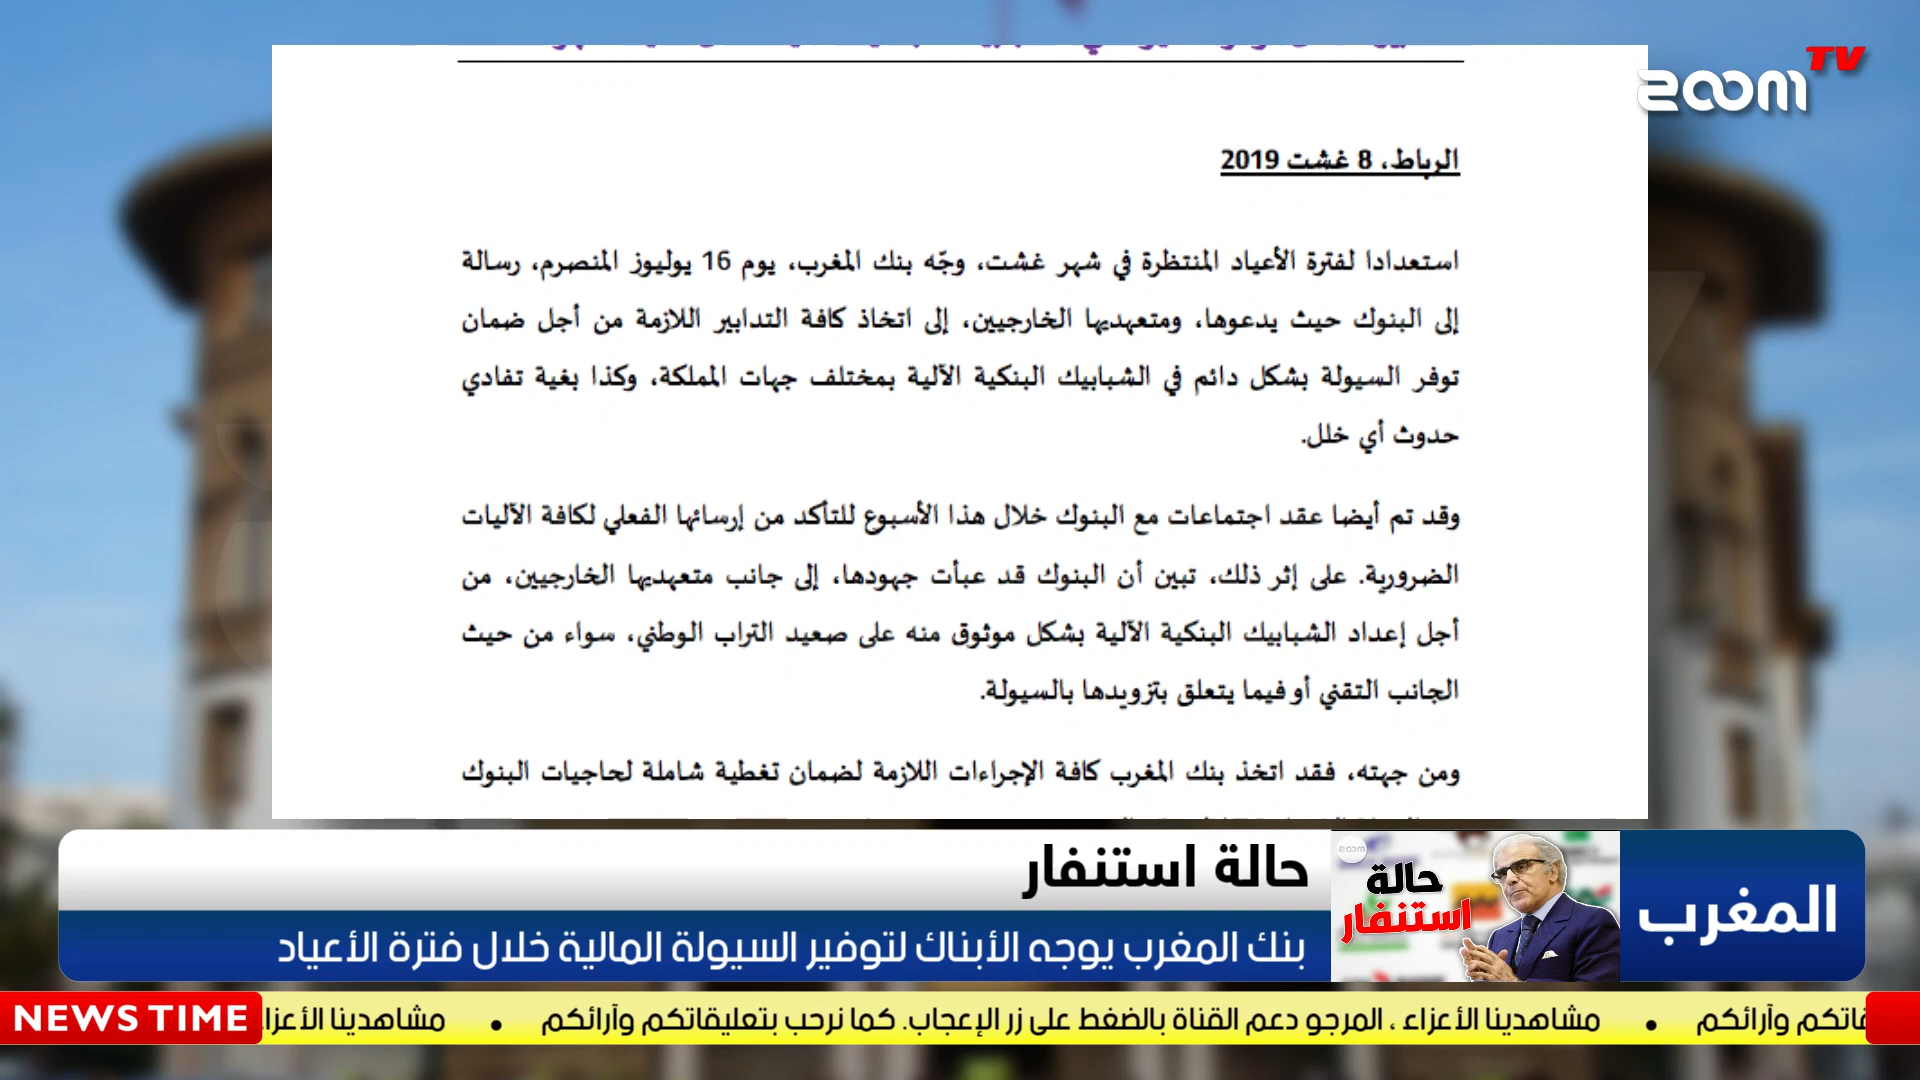 zoom TV
الرباط، 8 غشت 2019
استعدادا لفترة الأعياد المنتظرة في شهر غشت، وجّه بنك المغرب، يوم 16 يوليوز المنصرم، رسالة
إلى البنوك حيث يدعوها، ومتعهديها الخارجيين، إلى اتخاذ كافة التدابير اللازمة من أجل ضمان
توفر السيولة بشكل دائم في الشبابيك البنكية الآلية بمختلف جهات المملكة، وكذا بغية تفادي
حدوث أي خلل.
وقد تم أيضا عقد اجتماعات مع البنوك خلال هذا الأسبوع للتأكد من إرسائها الفعلي لكافة الآليات
الضرورية. على إثر ذلك، تبين أن البنوك قد عبأت جهودها، إلى جانب متعهديها الخارجيين، من
أجل إعداد الشبابيك البنكية الآلية بشكل موثوق منه على صعيد التراب الوطني، سواء من حيث
الجانب التقني أو فيما يتعلق بتزويدها بالسيولة.
ومن جهته، فقد اتخذ بنك المغرب كافة الإجراءات اللازمة لضمان تغطية شاملة لحاجيات البنوك
المغرب
zoom
حالة
استنفار
حالة استنفار
بنك المغرب يوجه الأبناك لتوفير السيولة المالية خلال فترة الأعياد
وآرائكم • مشاهدينا الأعزاء ، المرجو دعم القناة بالضغط على زر الإعجاب. كما نرحب بتعليقاتكم وآرائكم • مشاهدينا
NEWS TIME